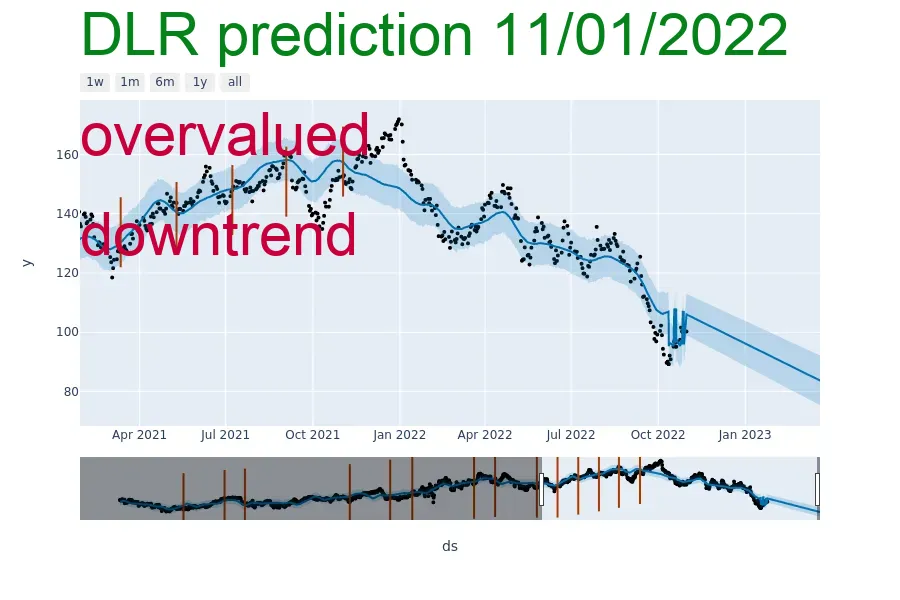 DLR prediction 11/01/2022
1w 1m 6m 1y all
overvalued
160
140
downtrend
y
120
100
80
Apr 2021 Jul 2021 Oct 2021 Jan 2022 Apr 2022 Jul 2022 Oct 2022 Jan 2023
ds